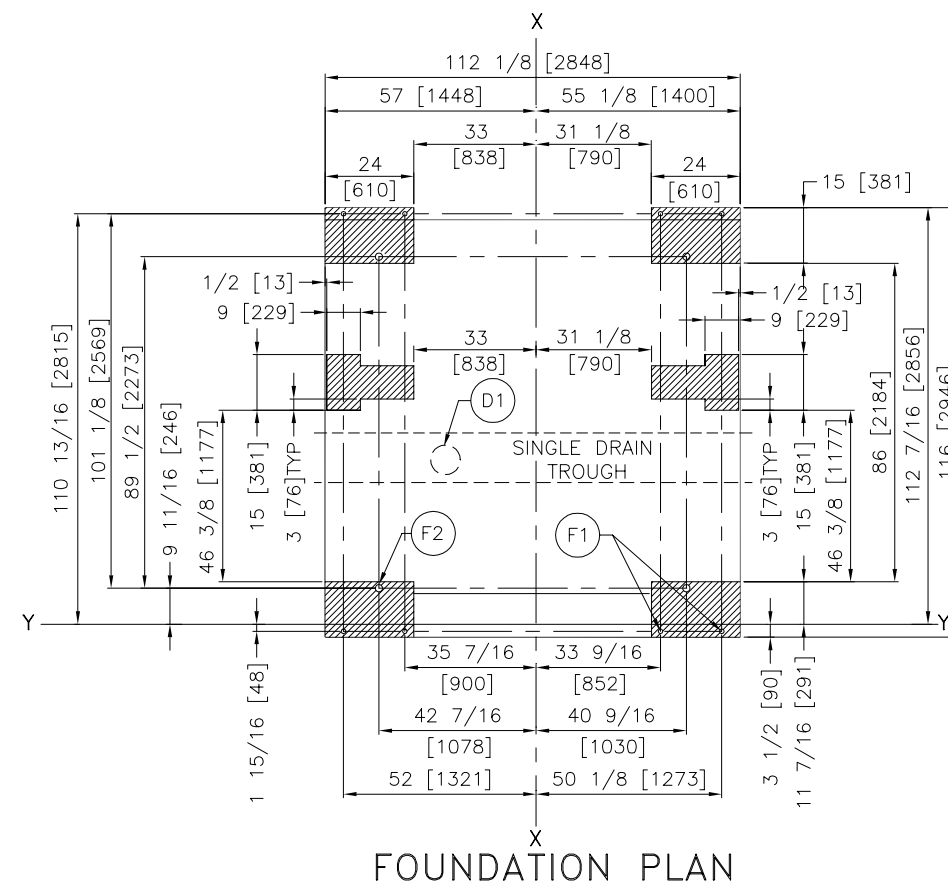 X
112 1/8 [2848]
57 [1448]
55 1/8 [1400]
33
[838]
31 1/8
[790]
24
[610]
24
[610]
15 [381]
1/2 [13]
9 [229]
1/2 [13]
9 [229]
33
[838]
31 1/8
[790]
D1
SINGLE DRAIN
TROUGH
F2
F1
110 13/16 [2815]
101 1/8 [2569]
89 1/2 [2273]
9 11/16 [246]
46 3/8 [1177]
15 [381]
3 [76]TYP
3 [76]TYP
15 [381]
46 3/8 [1177]
86 [2184]
112 7/16 [2856]
116 [2946]
Y
Y
35 7/16
[900]
33 9/16
[852]
42 7/16
[1078]
40 9/16
[1030]
52 [1321]
50 1/8 [1273]
1 15/16 [48]
3 1/2 [90]
11 7/16 [291]
X
FOUNDATION PLAN